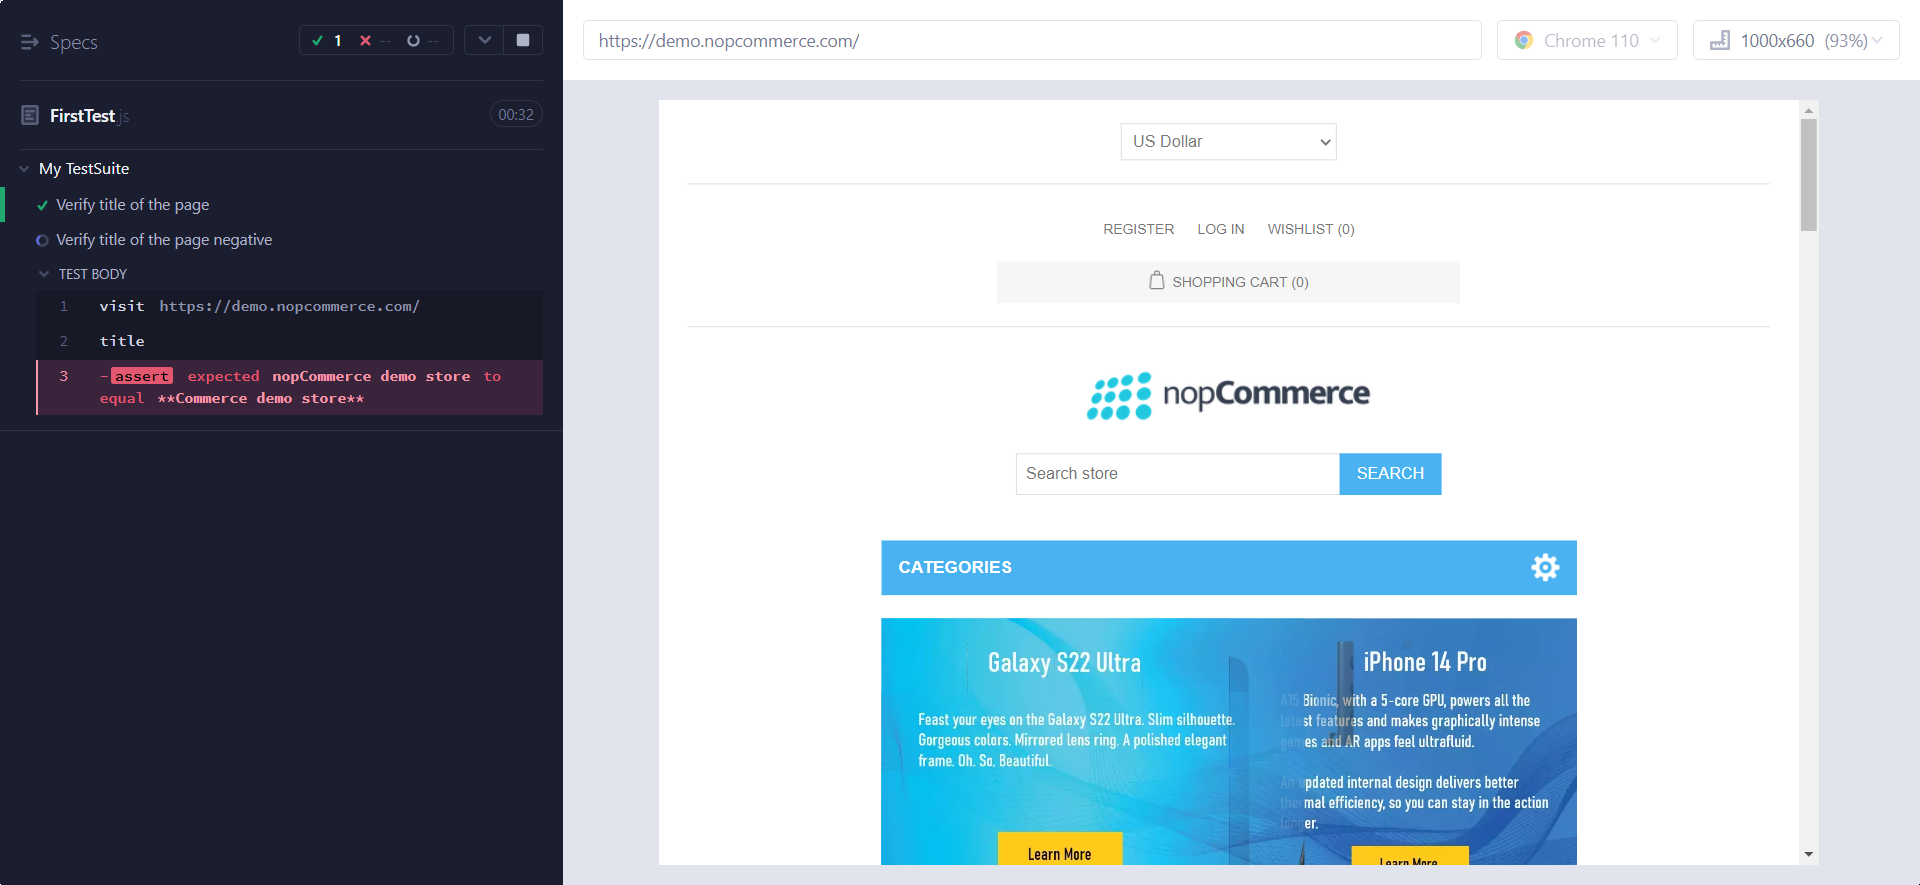 Specs
1 -- --
FirstTest.js
00:32
My TestSuite
Verify title of the page
Verify title of the page negative
TEST BODY
1 visit https://demo.nopcommerce.com/
2 title
3 -assert expected nopCommerce demo store to
equal **Commerce demo store**
https://demo.nopcommerce.com/
Chrome 110
1000x660 (93%)
US Dollar
REGISTER LOG IN WISHLIST (0)
SHOPPING CART (0)
nopCommerce
Search store
SEARCH
CATEGORIES
Galaxy S22 Ultra
Feast your eyes on the Galaxy S22 Ultra. Slim silhouette.
Gorgeous colors. Mirrored lens ring. A polished elegant
frame. Oh. So. Beautiful.
Learn More
iPhone 14 Pro
A15 Bionic, with a 5-core GPU, powers all the
latest features and makes graphically intense
games and AR apps feel ultrafluid.
An updated internal design delivers better
thermal efficiency, so you can stay in the action
longer.
Learn More